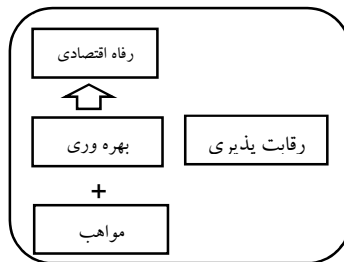 رفاه اقتصادی
رقابت پذیری
بهره وری
+
مواهب